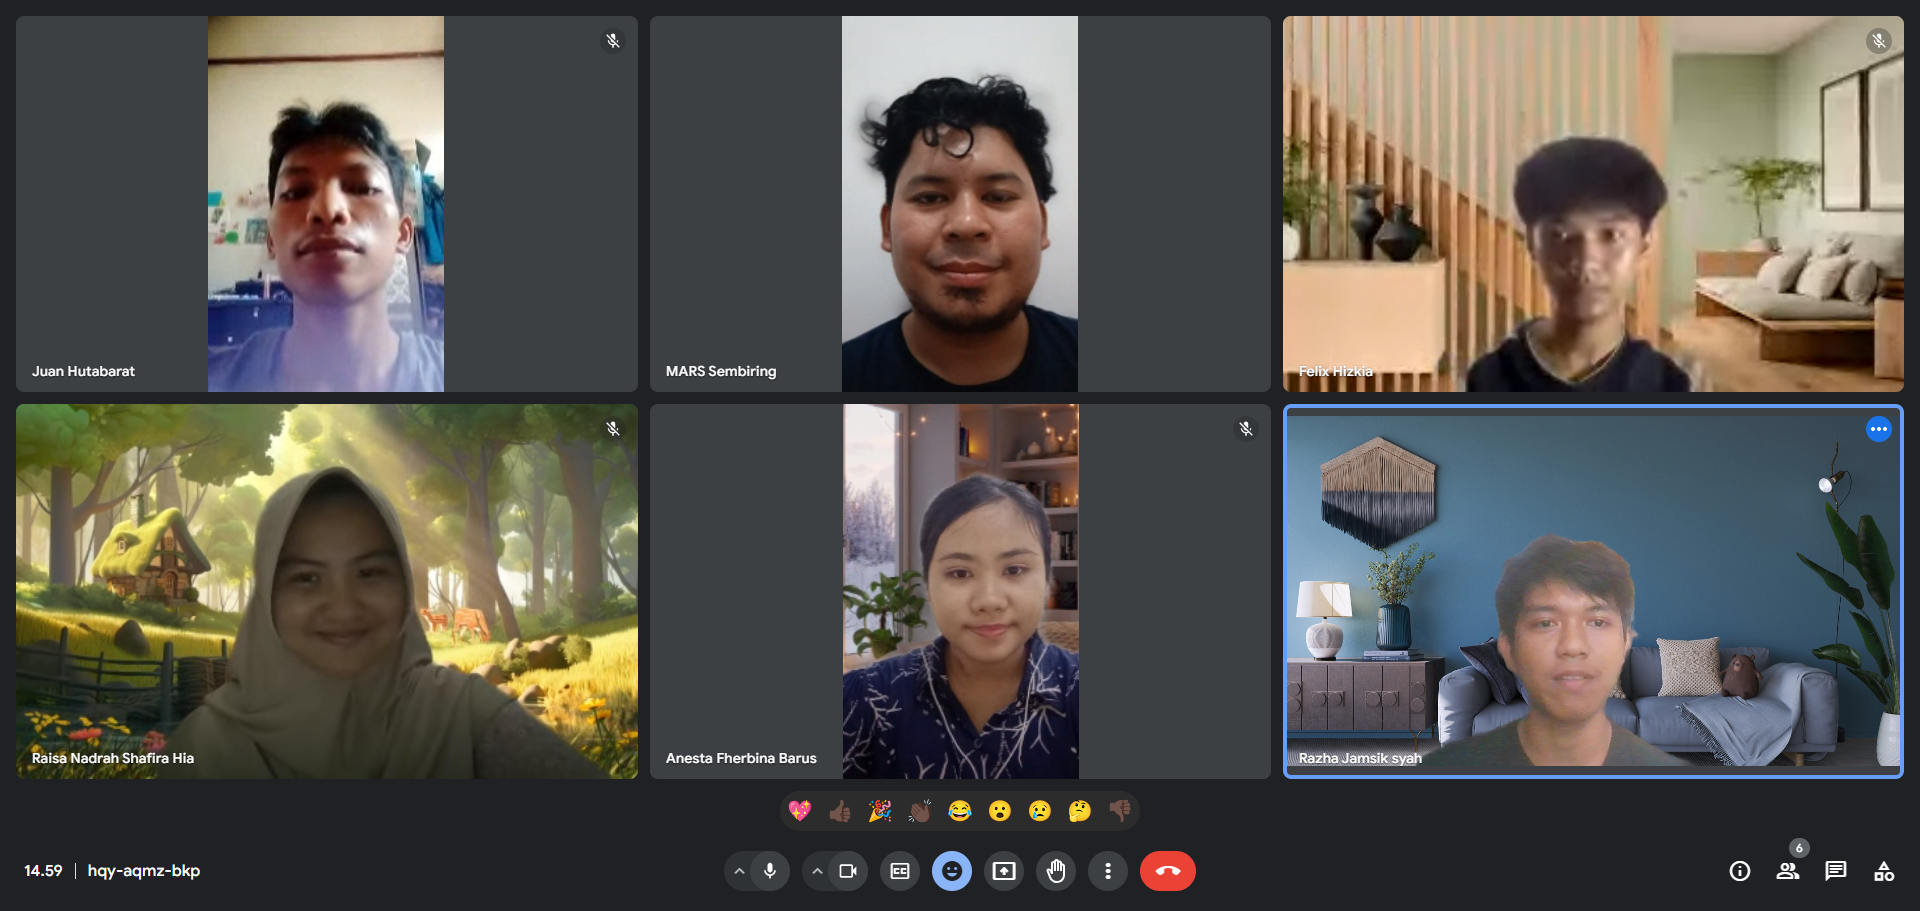 Juan Hutabarat
MARS Sembiring
Felix Hizkia
Raisa Nadrah Shafira Hia
Anesta Fherbina Barus
Razha Jamsik syah
6
14.59 | hqy-aqmz-bkp
CC